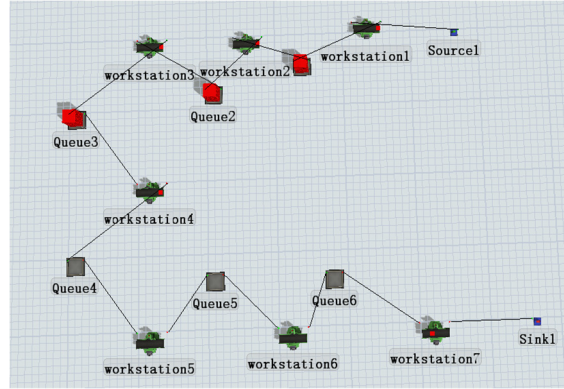 Source1
workstation1
workstation2
workstation3
Queue2
Queue3
workstation4
Queue4
Queue5
Queue6
workstation5
workstation6
workstation7
Sink1